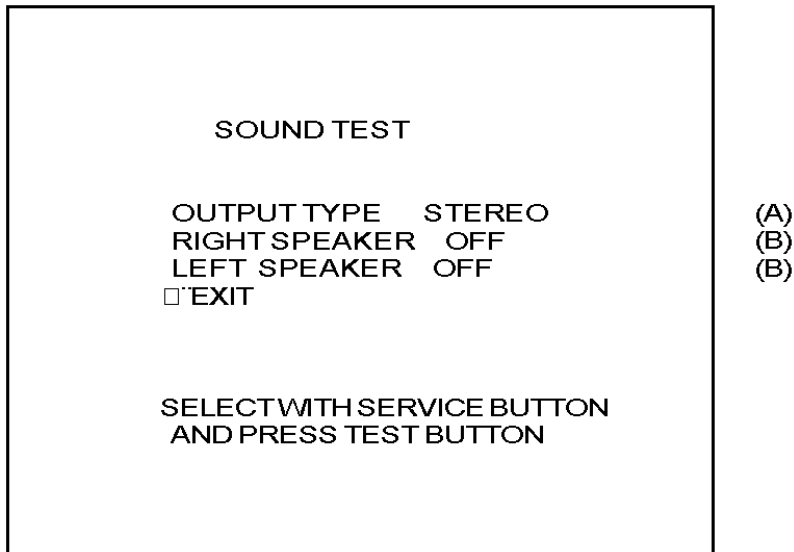 SOUND TEST
OUTPUT TYPE STEREO (A)
RIGHT SPEAKER OFF (B)
LEFT SPEAKER OFF (B)
□¨EXIT
SELECT WITH SERVICE BUTTON
AND PRESS TEST BUTTON